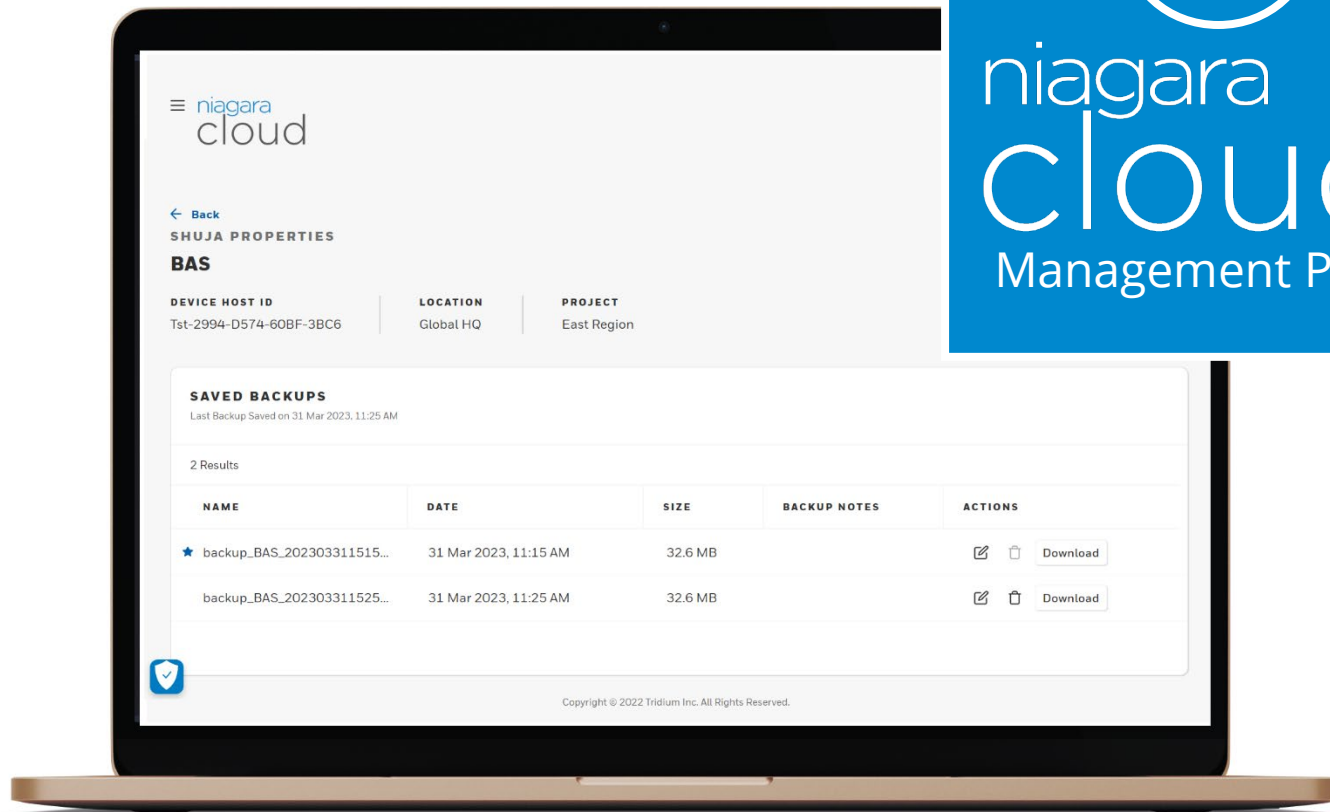 niagara
cloud
← Back
SHUJA PROPERTIES
BAS
DEVICE HOST ID LOCATION PROJECT
Tst-2994-D574-60BF-3BC6 Global HQ East Region
SAVED BACKUPS
Last Backup Saved on 31 Mar 2023, 11:25 AM
2 Results
NAME DATE SIZE BACKUP NOTES ACTIONS
backup_BAS_202303311515... 31 Mar 2023, 11:15 AM 32.6 MB Download
backup_BAS_202303311525... 31 Mar 2023, 11:25 AM 32.6 MB Download
Copyright © 2022 Tridium Inc. All Rights Reserved.
niagara
clou
Management P